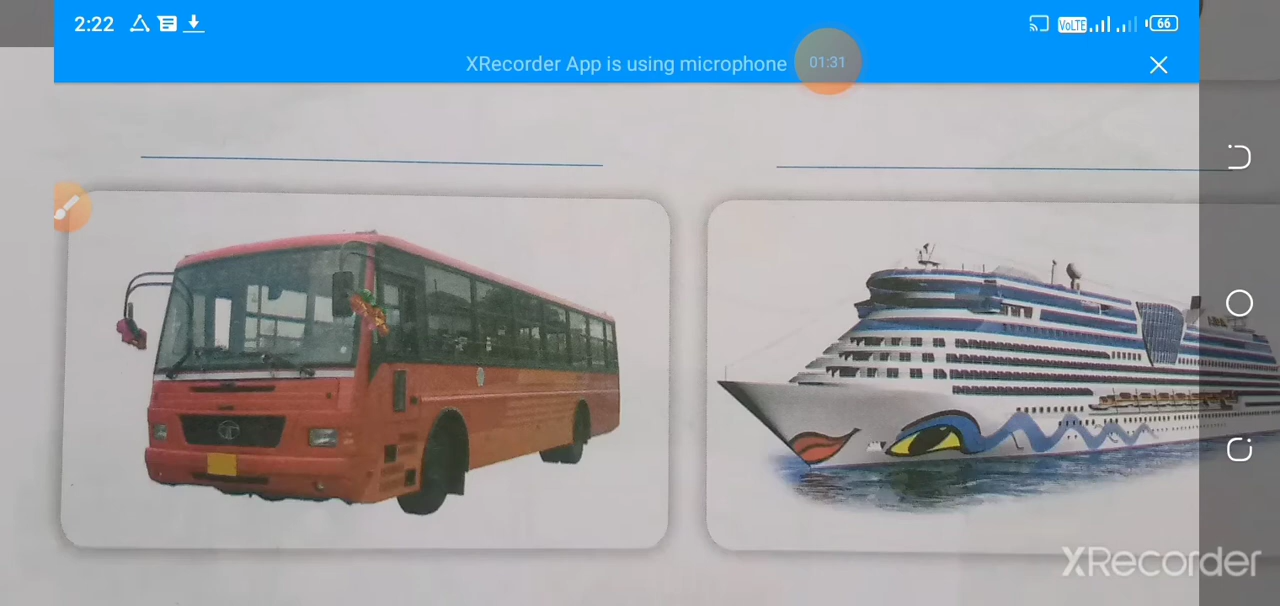 2:22
VoLTE
66
XRecorder App is using microphone
01:31
XRecorder